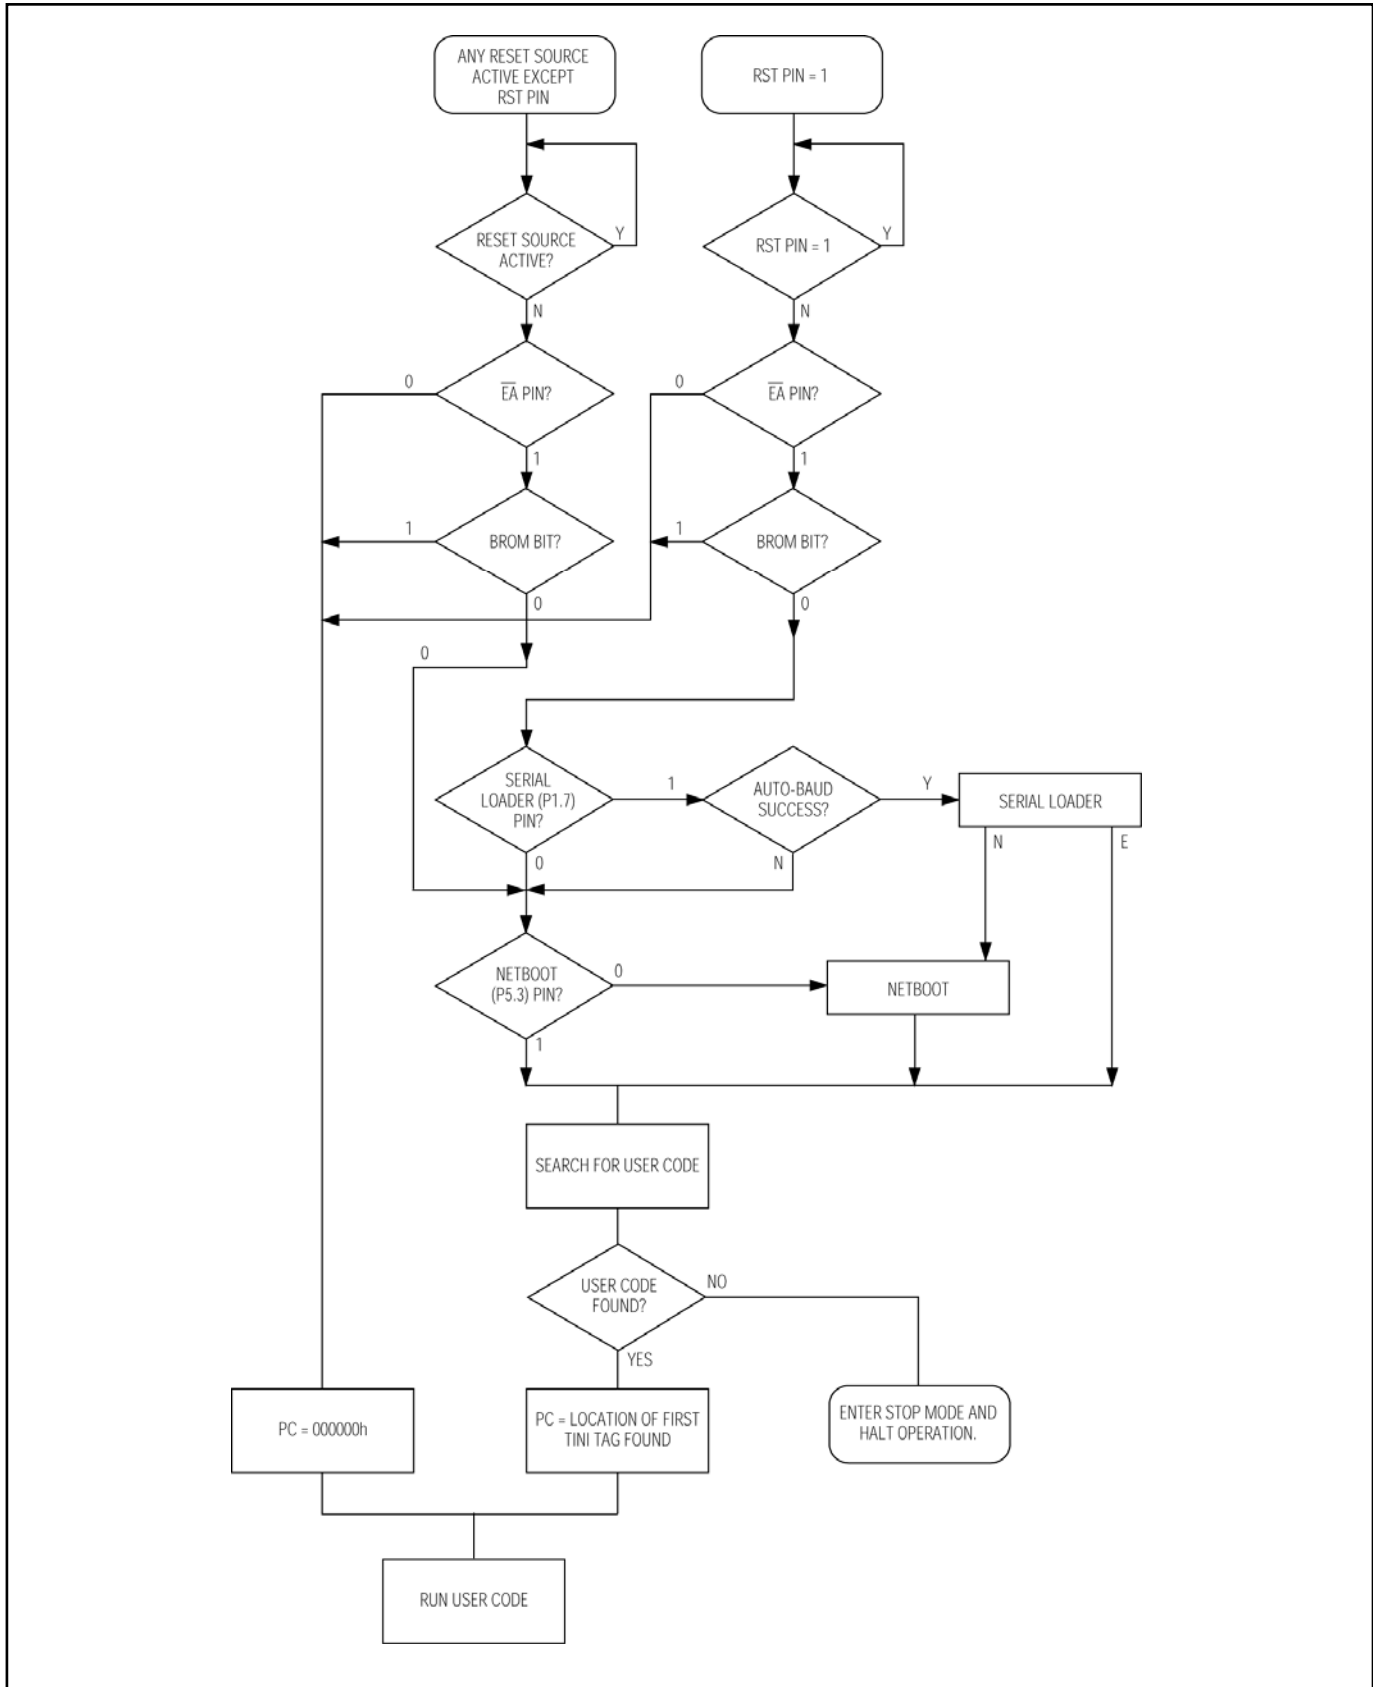 ANY RESET SOURCE
ACTIVE EXCEPT
RST PIN
RST PIN = 1
RESET SOURCE
ACTIVE?
Y
RST PIN = 1
Y
N
N
0
EA PIN?
0
EA PIN?
1
1
1
BROM BIT?
1
BROM BIT?
0
0
0
SERIAL
LOADER (P1.7)
PIN?
1
AUTO-BAUD
SUCCESS?
Y
SERIAL LOADER
0
N
N
E
NETBOOT
(P5.3) PIN?
0
NETBOOT
1
SEARCH FOR USER CODE
USER CODE
FOUND?
NO
YES
PC = 000000h
PC = LOCATION OF FIRST
TINI TAG FOUND
ENTER STOP MODE AND
HALT OPERATION.
RUN USER CODE